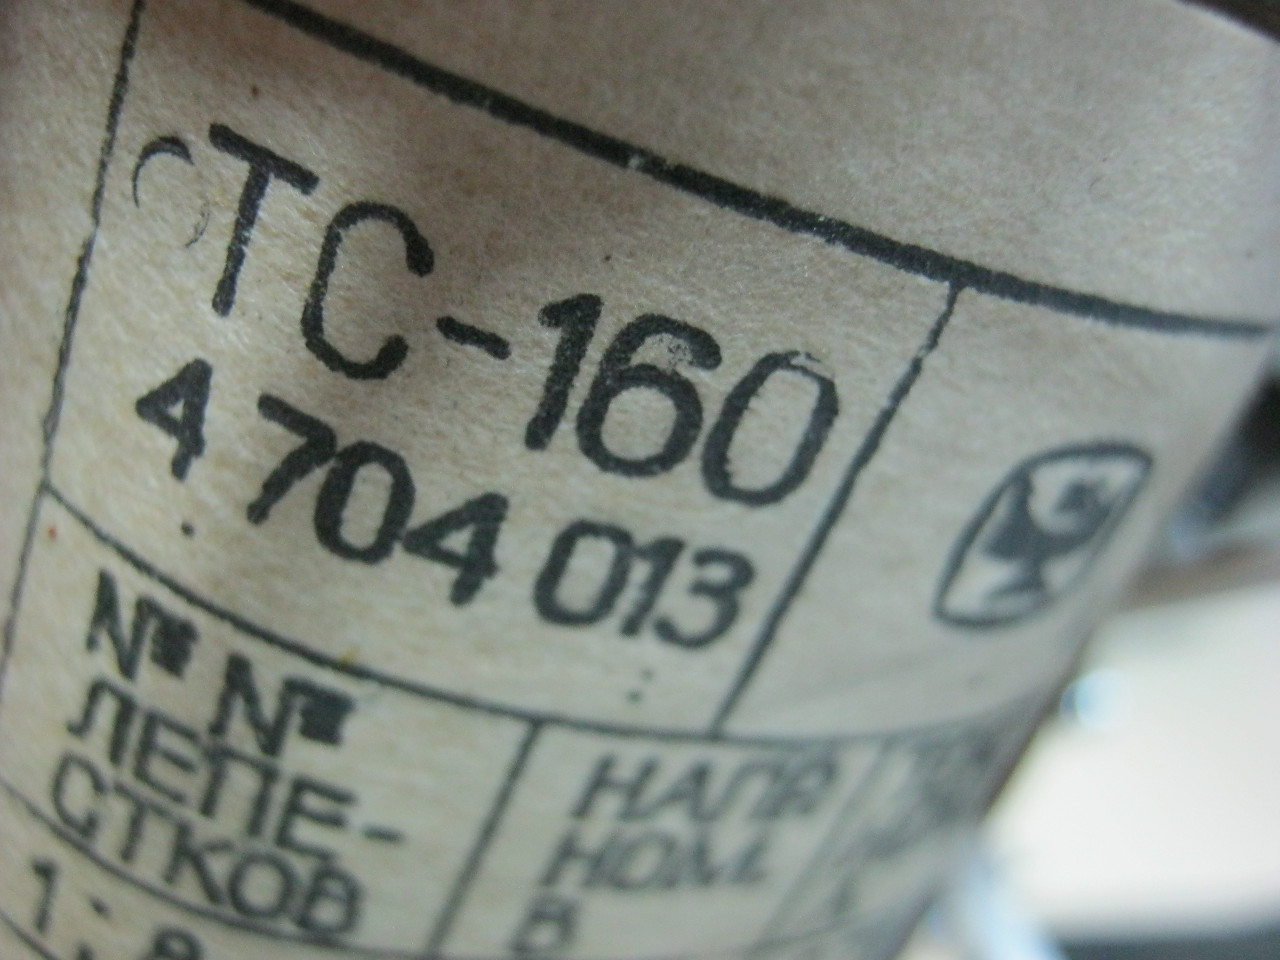 ТС-160
4 704 013
№ №
ЛЕПЕ-
СТКОВ
НАПР
НОМ.
В